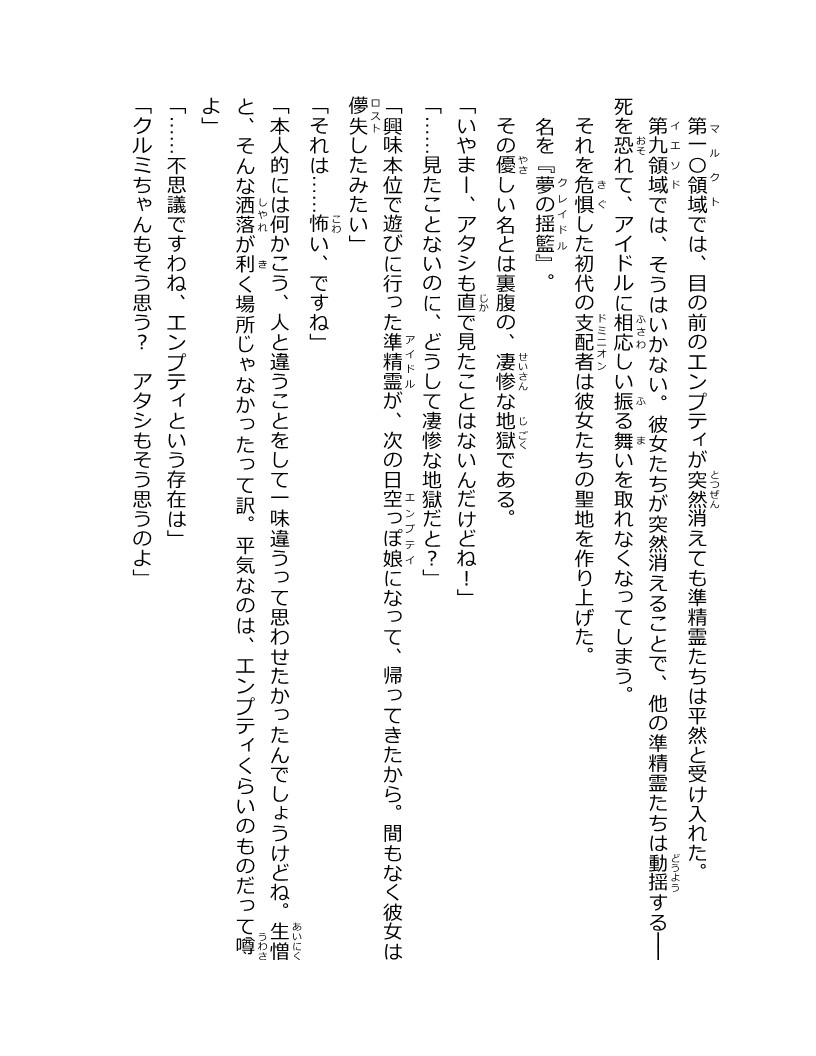 第一〇領域では、目の前のエンプティが突然消えても準精霊たちは平然と受け入れた。
第九領域では、そうはいかない。彼女たちが突然消えることで、他の準精霊たちは動揺する──
死を恐れて、アイドルに相応しい振る舞いを取れなくなってしまう。
それを危惧した初代の支配者は彼女たちの聖地を作り上げた。
名を『夢の揺籃』。
その優しい名とは裏腹の、凄惨な地獄である。
「いやまー、アタシも直で見たことはないんだけどね！」
「……見たことないのに、どうして凄惨な地獄だと？」
「興味本位で遊びに行った準精霊が、次の日空っぽ娘になって、帰ってきたから。間もなく彼女は
儚失したみたい」
「それは……怖い、ですね」
「本人的には何かこう、人と違うことをして一味違うって思わせたかったんでしょうけどね。生憎
と、そんな洒落が利く場所じゃなかったって訳。平気なのは、エンプティくらいのものだって噂
よ」
「……不思議ですわね、エンプティという存在は」
「クルミちゃんもそう思う？　アタシもそう思うのよ」